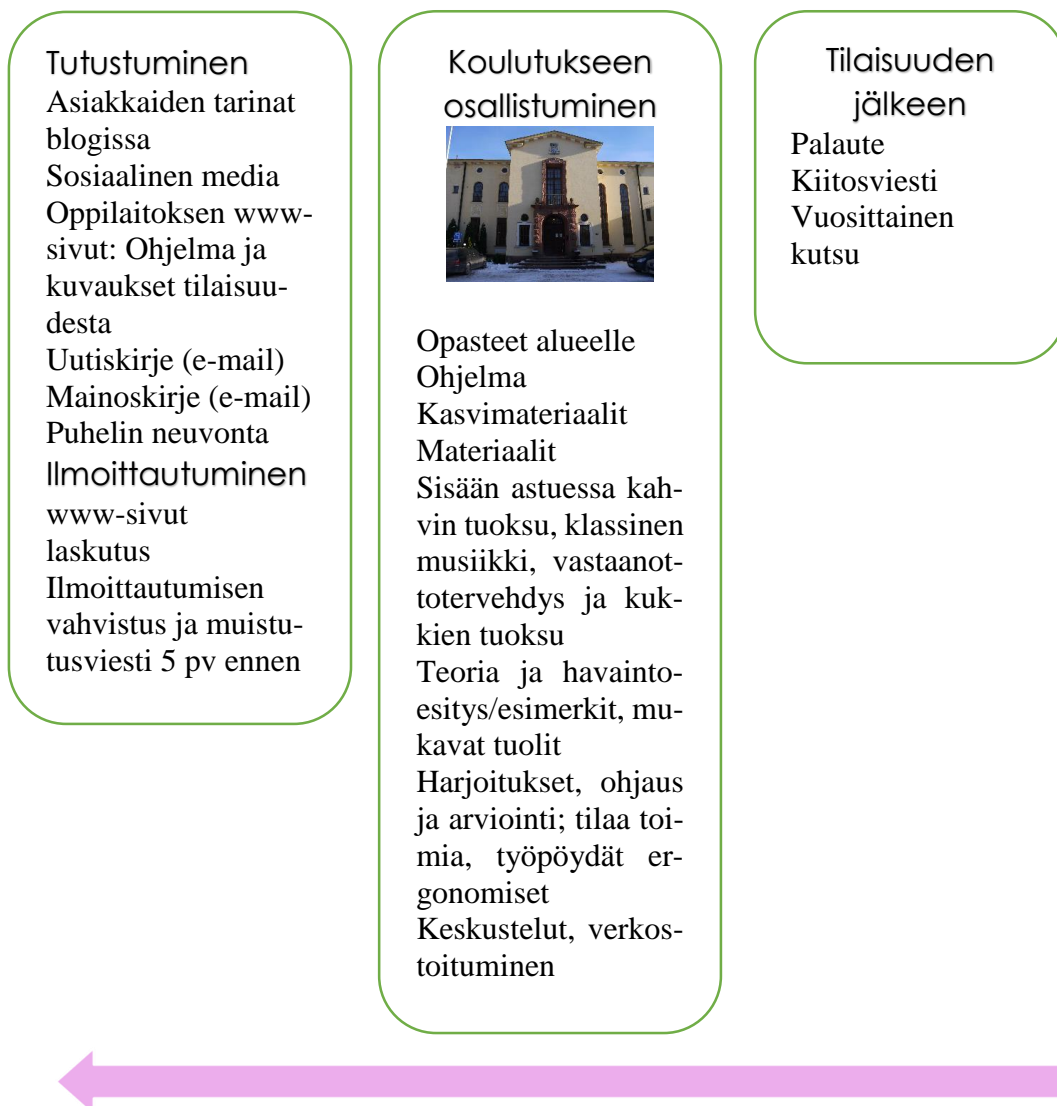 Tutustuminen
Asiakkaiden tarinat
blogissa
Sosiaalinen media
Oppilaitoksen www-
sivut: Ohjelma ja
kuvaukset tilaisuu-
desta
Uutiskirje (e-mail)
Mainoskirje (e-mail)
Puhelin neuvonta
Ilmoittautuminen
www-sivut
laskutus
Ilmoittautumisen
vahvistus ja muistu-
tusviesti 5 pv ennen
Koulutukseen
osallistuminen
Opasteet alueelle
Ohjelma
Kasvimateriaalit
Materiaalit
Sisään astuessa kah-
vin tuoksu, klassinen
musiikki, vastaanot-
totervehdys ja kuk-
kien tuoksu
Teoria ja havainto-
esitys/esimerkit, mu-
kavat tuolit
Harjoitukset, ohjaus
ja arviointi; tilaa toi-
mia, työpöydät er-
gonomiset
Keskustelut, verkos-
toituminen
Tilaisuuden
jälkeen
Palaute
Kiitosviesti
Vuosittainen
kutsu